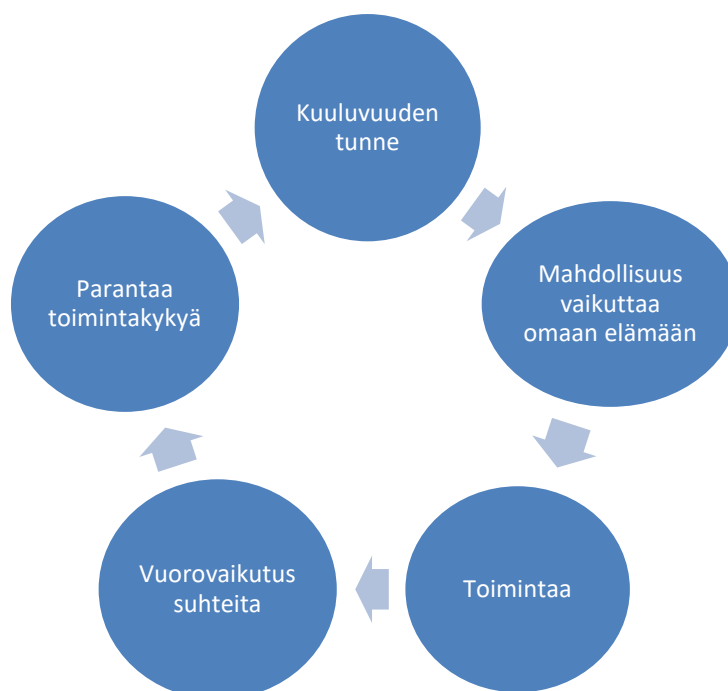 Kuuluvuuden
tunne
Mahdollisuus
vaikuttaa
omaan elämään
Toimintaa
Vuorovaikutus
suhteita
Parantaa
toimintakykyä